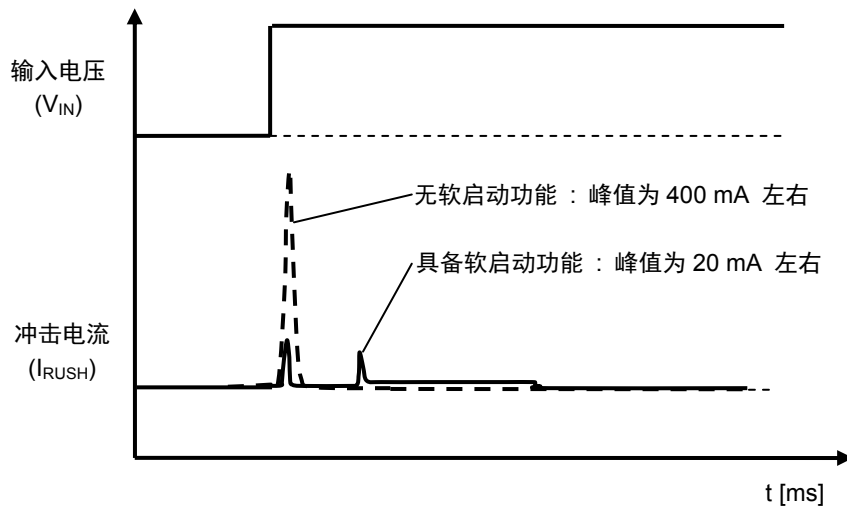 输入电压
(VIN)
无软启动功能 : 峰值为 400 mA 左右
具备软启动功能 : 峰值为 20 mA 左右
冲击电流
(IRUSH)
t [ms]